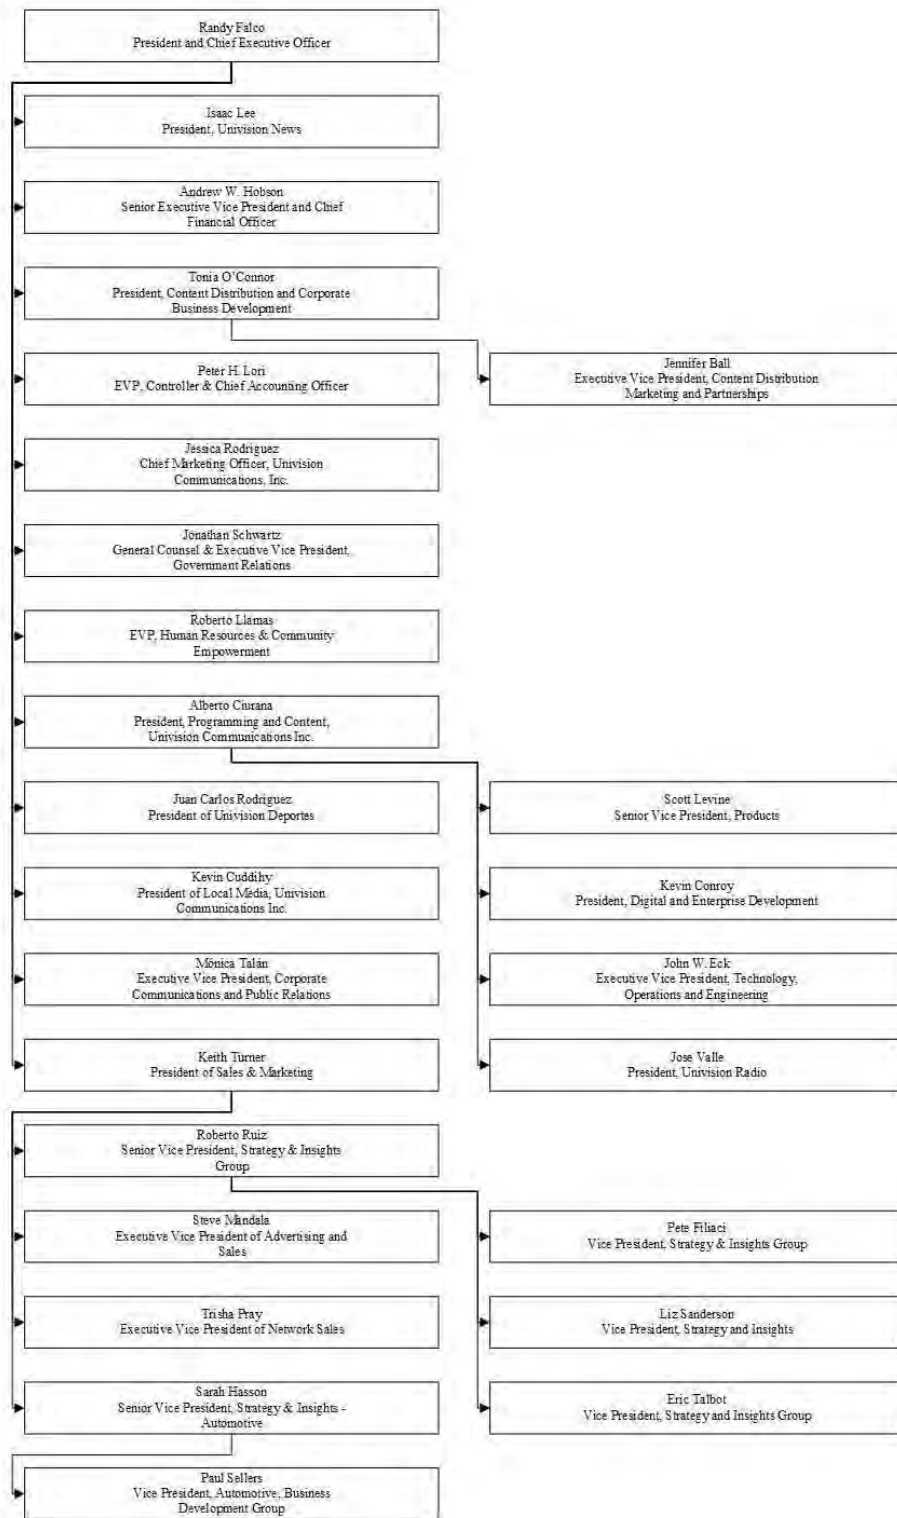 Randy Falco
President and Chief Executive Officer
Isaac Lee
President, Univision News
Andrew W. Hobson
Senior Executive Vice President and Chief
Financial Officer
Tonia O'Connor
President, Content Distribution and Corporate
Business Development
Peter H. Lori
EVP, Controller & Chief Accounting Officer
Jennifer Ball
Executive Vice President, Content Distribution
Marketing and Partnerships
Jessica Rodriguez
Chief Marketing Officer, Univision
Communications, Inc.
Jonathan Schwartz
General Counsel & Executive Vice President,
Government Relations
Roberto Llamas
EVP, Human Resources & Community
Empowerment
Alberto Ciurana
President, Programming and Content,
Univision Communications Inc.
Juan Carlos Rodriguez
President of Univision Deportes
Scott Levine
Senior Vice President, Products
Kevin Cuddihy
President of Local Media, Univision
Communications Inc.
Kevin Conroy
President, Digital and Enterprise Development
Mónica Talán
Executive Vice President, Corporate
Communications and Public Relations
John W. Eck
Executive Vice President, Technology,
Operations and Engineering
Keith Turner
President of Sales & Marketing
Jose Valle
President, Univision Radio
Roberto Ruiz
Senior Vice President, Strategy & Insights
Group
Steve Mandala
Executive Vice President of Advertising and
Sales
Pete Filiaci
Vice President, Strategy & Insights Group
Trisha Pray
Executive Vice President of Network Sales
Liz Sanderson
Vice President, Strategy and Insights
Sarah Hasson
Senior Vice President, Strategy & Insights -
Automotive
Eric Talbot
Vice President, Strategy and Insights Group
Paul Sellers
Vice President, Automotive, Business
Development Group